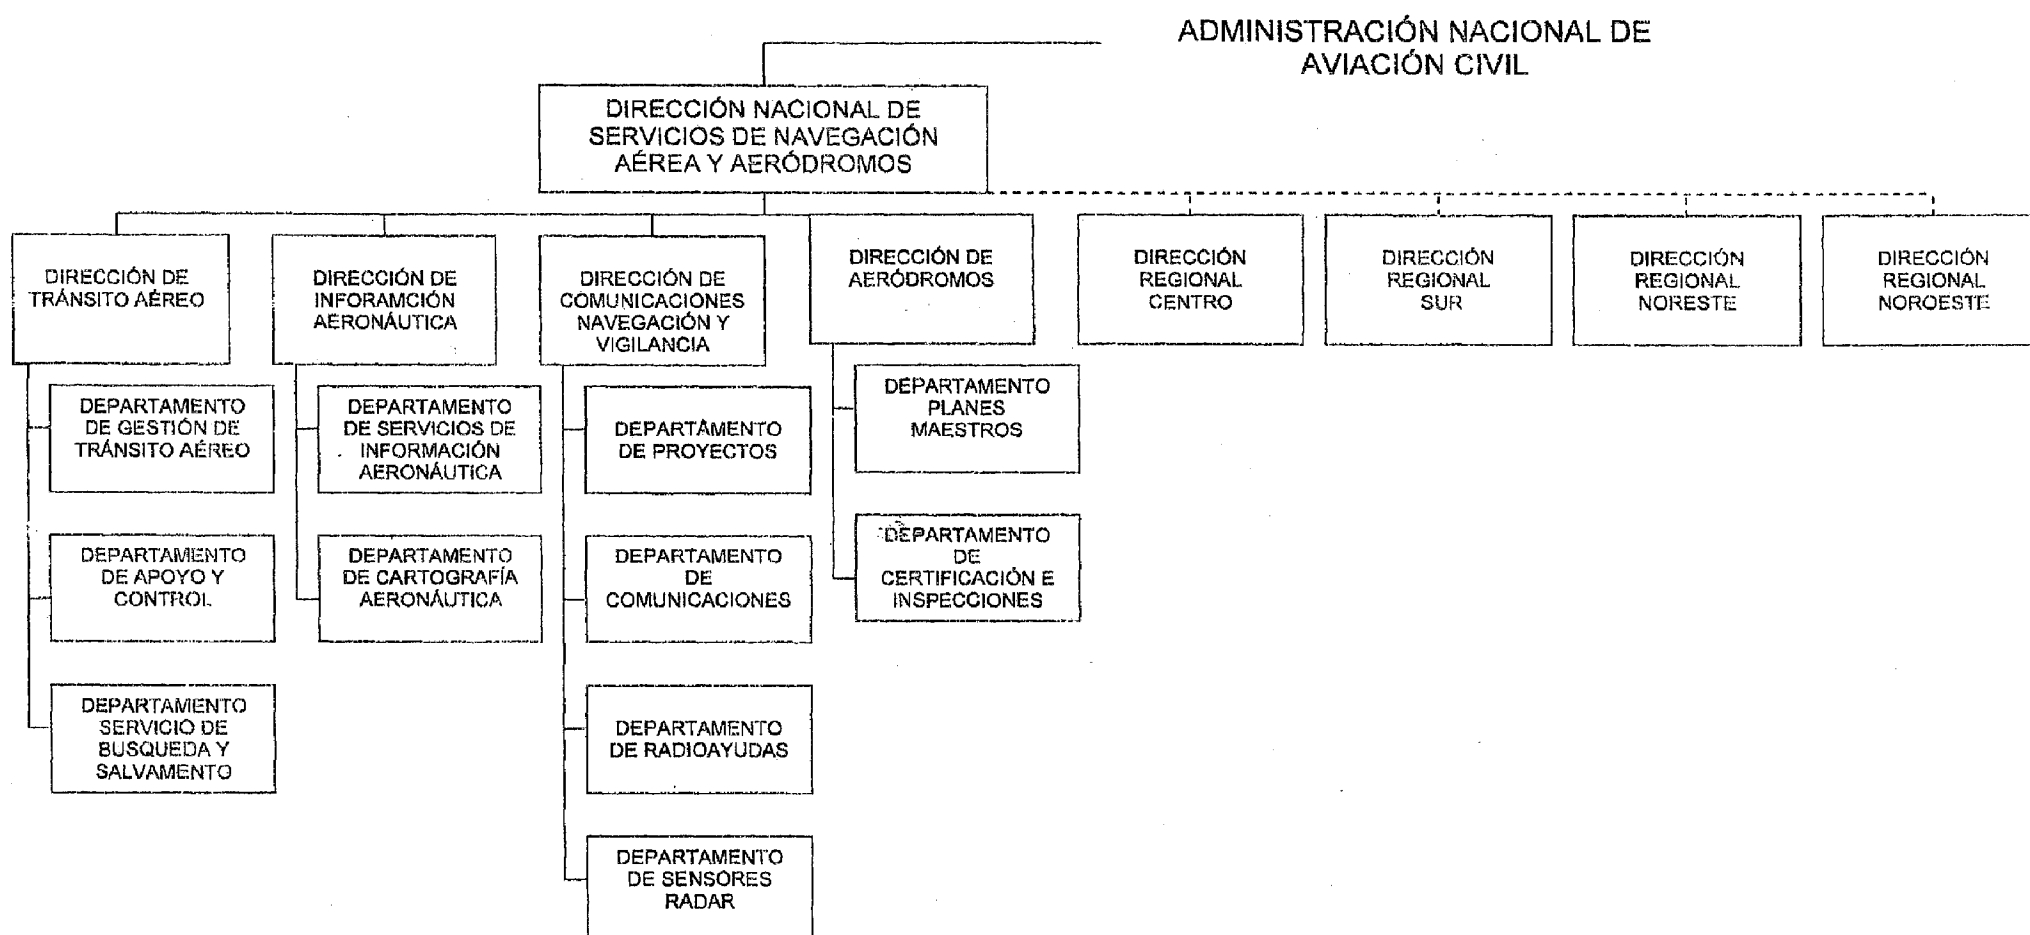 ADMINISTRACIÓN NACIONAL DE
AVIACIÓN CIVIL
DIRECCIÓN NACIONAL DE
SERVICIOS DE NAVEGACIÓN
AÉREA Y AERÓDROMOS
DIRECCIÓN DE
TRÁNSITO AÉREO
DIRECCIÓN DE
INFORAMCIÓN
AERONÁUTICA
DIRECCIÓN DE
COMUNICACIONES
NAVEGACIÓN Y
VIGILANCIA
DIRECCIÓN DE
AERÓDROMOS
DIRECCIÓN
REGIONAL
CENTRO
DIRECCIÓN
REGIONAL
SUR
DIRECCIÓN
REGIONAL
NORESTE
DIRECCIÓN
REGIONAL
NOROESTE
DEPARTAMENTO
DE GESTIÓN DE
TRÁNSITO AÉREO
DEPARTAMENTO
DE APOYO Y
CONTROL
DEPARTAMENTO
SERVICIO DE
BUSQUEDA Y
SALVAMENTO
DEPARTAMENTO
DE SERVICIOS DE
INFORMACIÓN
AERONÁUTICA
DEPARTAMENTO
DE CARTOGRAFÍA
AERONÁUTICA
DEPARTAMENTO
DE PROYECTOS
DEPARTAMENTO
DE
COMUNICACIONES
DEPARTAMENTO
DE RADIOAYUDAS
DEPARTAMENTO
DE SENSORES
RADAR
DEPARTAMENTO
PLANES
MAESTROS
DEPARTAMENTO
DE
CERTIFICACIÓN E
INSPECCIONES